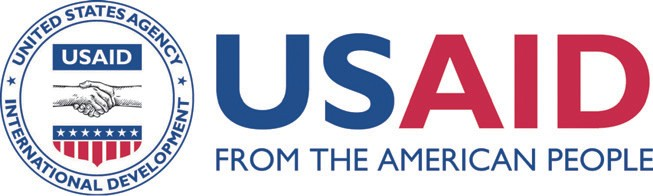 UNITED STATES AGENCY
INTERNATIONAL DEVELOPMENT
USAID
USAID
FROM THE AMERICAN PEOPLE